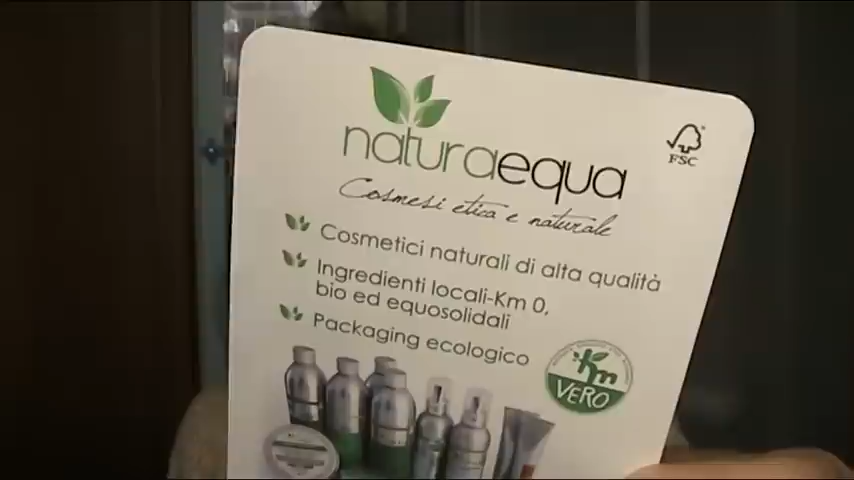 naturaequa
FSC
Cosmesi etica e naturale
Cosmetici naturali di alta qualità
Ingredienti locali-Km 0,
bio ed equosolidali
Packaging ecologico
Km
VERO